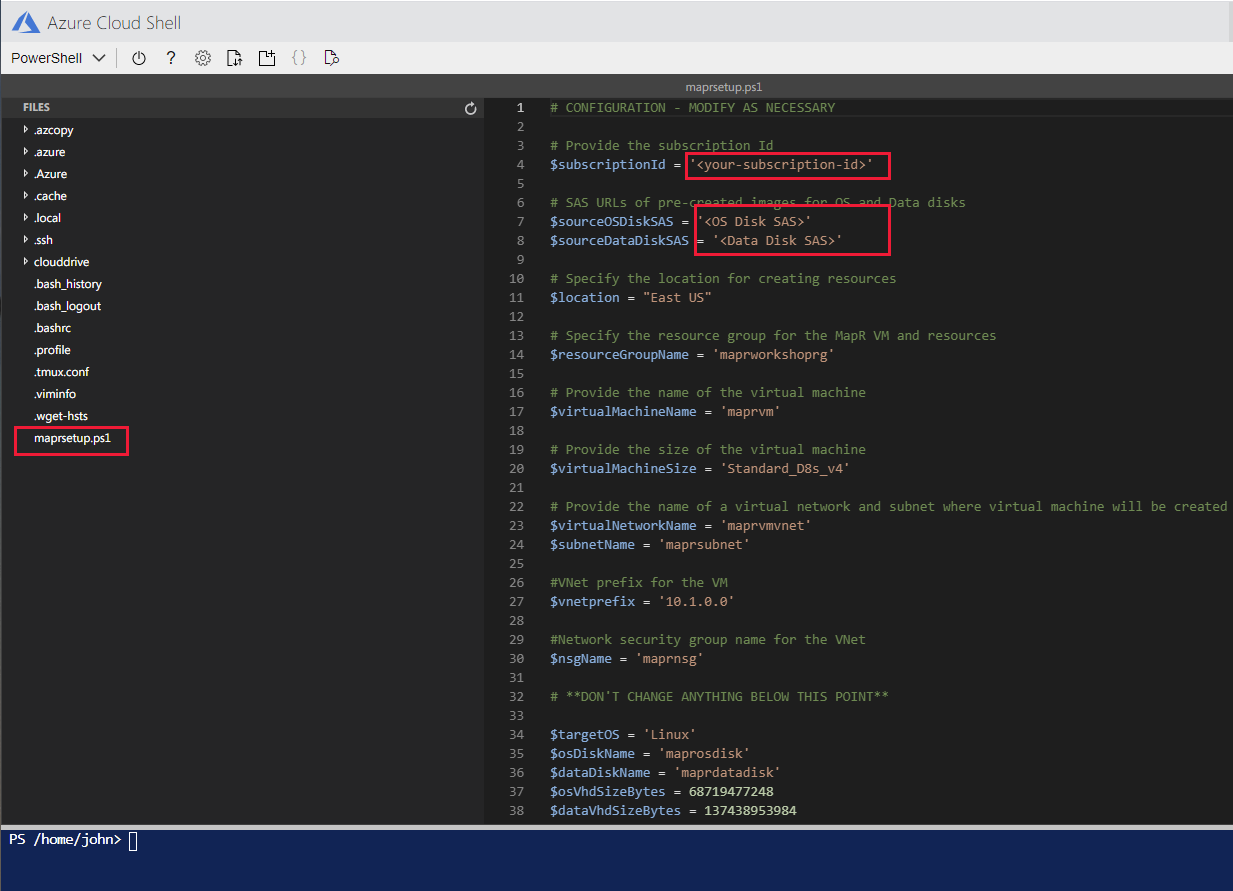 Azure Cloud Shell
PowerShell
?
{ }
maprsetup.ps1
FILES
.azcopy
.azure
.Azure
.cache
.local
.ssh
clouddrive
.bash_history
.bash_logout
.bashrc
.profile
.tmux.conf
.viminfo
.wget-hsts
maprsetup.ps1
1 # CONFIGURATION - MODIFY AS NECESSARY
2
3 # Provide the subscription Id
4 $subscriptionId = '<your-subscription-id>'
5
6 # SAS URLs of pre-created images for OS and Data disks
7 $sourceOSDiskSAS = '<OS Disk SAS>'
8 $sourceDataDiskSAS = '<Data Disk SAS>'
9
10 # Specify the location for creating resources
11 $location = "East US"
12
13 # Specify the resource group for the MapR VM and resources
14 $resourceGroupName = 'maprworkshoprg'
15
16 # Provide the name of the virtual machine
17 $virtualMachineName = 'maprvm'
18
19 # Provide the size of the virtual machine
20 $virtualMachineSize = 'Standard_D8s_v4'
21
22 # Provide the name of a virtual network and subnet where virtual machine will be created
23 $virtualNetworkName = 'maprvmvnet'
24 $subnetName = 'maprsubnet'
25
26 #VNet prefix for the VM
27 $vnetprefix = '10.1.0.0'
28
29 #Network security group name for the VNet
30 $nsgName = 'maprnsg'
31
32 # **DON'T CHANGE ANYTHING BELOW THIS POINT**
33
34 $targetOS = 'Linux'
35 $osDiskName = 'maprosdisk'
36 $dataDiskName = 'maprdatadisk'
37 $osVhdSizeBytes = 68719477248
38 $dataVhdSizeBytes = 137438953984
PS /home/john>